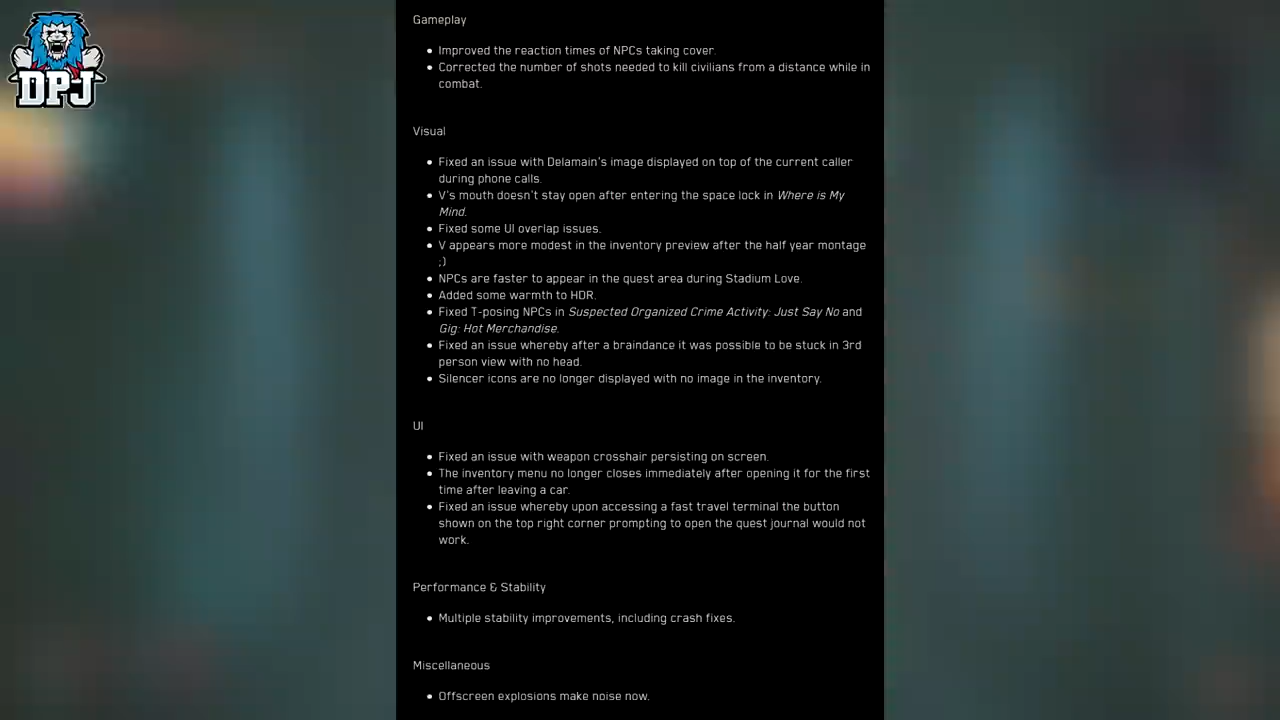 DPJ
Gameplay
• Improved the reaction times of NPCs taking cover.
• Corrected the number of shots needed to kill civilians from a distance while in
combat.
Visual
• Fixed an issue with Delamain's image displayed on top of the current caller
during phone calls.
• V's mouth doesn't stay open after entering the space lock in Where is My
Mind.
• Fixed some UI overlap issues.
• V appears more modest in the inventory preview after the half year montage
;)
• NPCs are faster to appear in the quest area during Stadium Love.
• Added some warmth to HDR.
• Fixed T-posing NPCs in Suspected Organized Crime Activity: Just Say No and
Gig: Hot Merchandise.
• Fixed an issue whereby after a braindance it was possible to be stuck in 3rd
person view with no head.
• Silencer icons are no longer displayed with no image in the inventory.
UI
• Fixed an issue with weapon crosshair persisting on screen.
• The inventory menu no longer closes immediately after opening it for the first
time after leaving a car.
• Fixed an issue whereby upon accessing a fast travel terminal the button
shown on the top right corner prompting to open the quest journal would not
work.
Performance & Stability
• Multiple stability improvements, including crash fixes.
Miscellaneous
• Offscreen explosions make noise now.